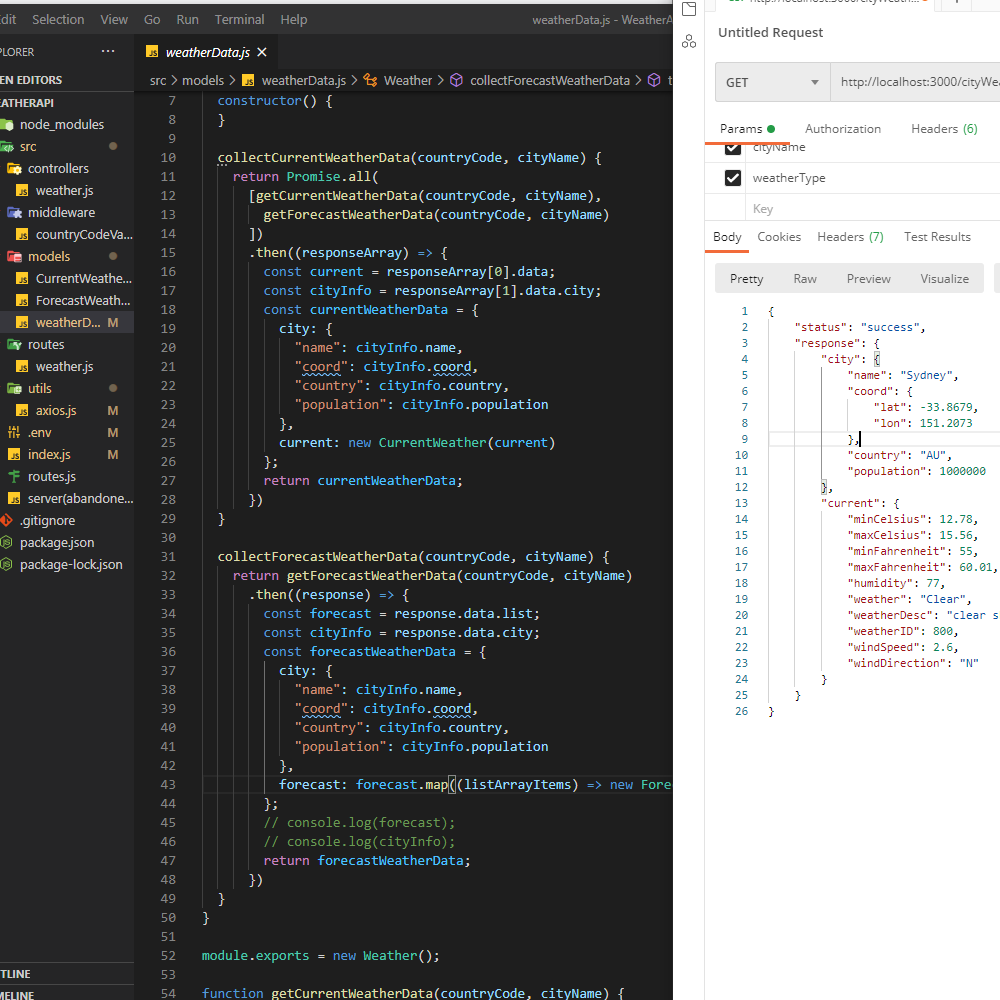 dit Selection View Go Run Terminal Help weatherData.js - WeatherA
PLORER ···
EN EDITORS
EATHERAPI
node_modules
src
controllers
weather.js
middleware
countryCodeVa...
models
CurrentWeathe...
ForecastWeath...
weatherD... M
routes
weather.js
utils
axios.js M
.env M
index.js M
routes.js
server(abandone...
.gitignore
package.json
package-lock.json
TLINE
MELINE
weatherData.js
src > models > weatherData.js > Weather > collectForecastWeatherData >
7 constructor() {
8 }
9
10 collectCurrentWeatherData(countryCode, cityName) {
11 return Promise.all(
12 [getCurrentWeatherData(countryCode, cityName),
13 getForecastWeatherData(countryCode, cityName)
14 ])
15 .then((responseArray) => {
16 const current = responseArray[0].data;
17 const cityInfo = responseArray[1].data.city;
18 const currentWeatherData = {
19 city: {
20 "name": cityInfo.name,
21 "coord": cityInfo.coord,
22 "country": cityInfo.country,
23 "population": cityInfo.population
24 },
25 current: new CurrentWeather(current)
26 };
27 return currentWeatherData;
28 })
29 }
30
31 collectForecastWeatherData(countryCode, cityName) {
32 return getForecastWeatherData(countryCode, cityName)
33 .then((response) => {
34 const forecast = response.data.list;
35 const cityInfo = response.data.city;
36 const forecastWeatherData = {
37 city: {
38 "name": cityInfo.name,
39 "coord": cityInfo.coord,
40 "country": cityInfo.country,
41 "population": cityInfo.population
42 },
43 forecast: forecast.map((listArrayItems) => new Fore
44 };
45 // console.log(forecast);
46 // console.log(cityInfo);
47 return forecastWeatherData;
48 })
49 }
50 }
51
52 module.exports = new Weather();
53
54 function getCurrentWeatherData(countryCode, cityName) {
Untitled Request
GET http://localhost:3000/cityWea
Params Authorization Headers (6)
cityName
weatherType
Key
Body Cookies Headers (7) Test Results
Pretty Raw Preview Visualize
1 {
2 "status": "success",
3 "response": {
4 "city": {
5 "name": "Sydney",
6 "coord": {
7 "lat": -33.8679,
8 "lon": 151.2073
9 },
10 "country": "AU",
11 "population": 1000000
12 },
13 "current": {
14 "minCelsius": 12.78,
15 "maxCelsius": 15.56,
16 "minFahrenheit": 55,
17 "maxFahrenheit": 60.01,
18 "humidity": 77,
19 "weather": "Clear",
20 "weatherDesc": "clear s
21 "weatherID": 800,
22 "windSpeed": 2.6,
23 "windDirection": "N"
24 }
25 }
26 }